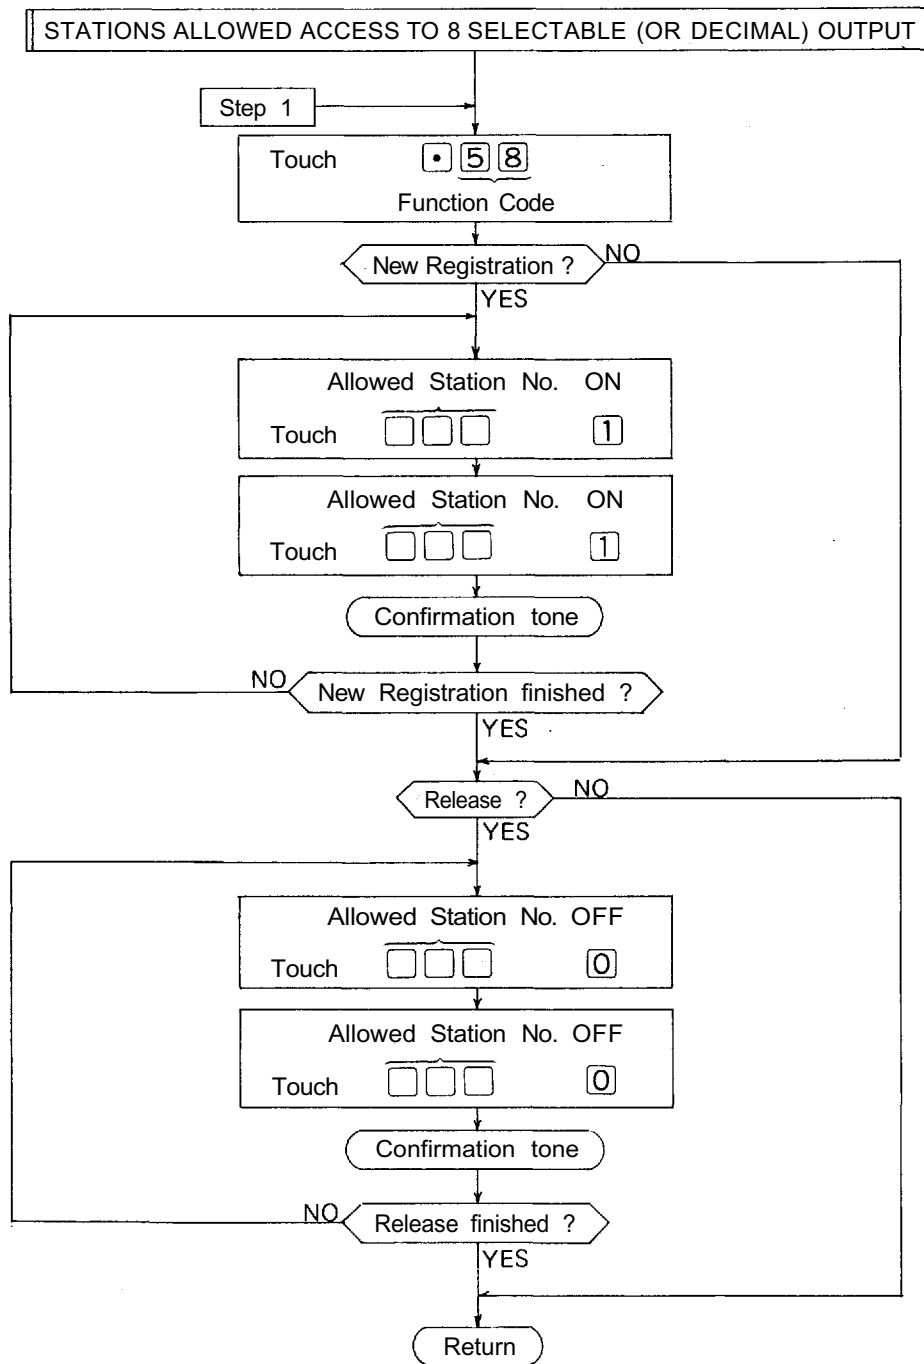 STATIONS ALLOWED ACCESS TO 8 SELECTABLE (OR DECIMAL) OUTPUT
Step 1
Touch • 5 8
Function Code
New Registration ? NO
YES
Allowed Station No. ON
Touch 1
Allowed Station No. ON
Touch 1
Confirmation tone
NO New Registration finished ?
YES
Release ? NO
YES
Allowed Station No. OFF
Touch 0
Allowed Station No. OFF
Touch 0
Confirmation tone
NO Release finished ?
YES
Return